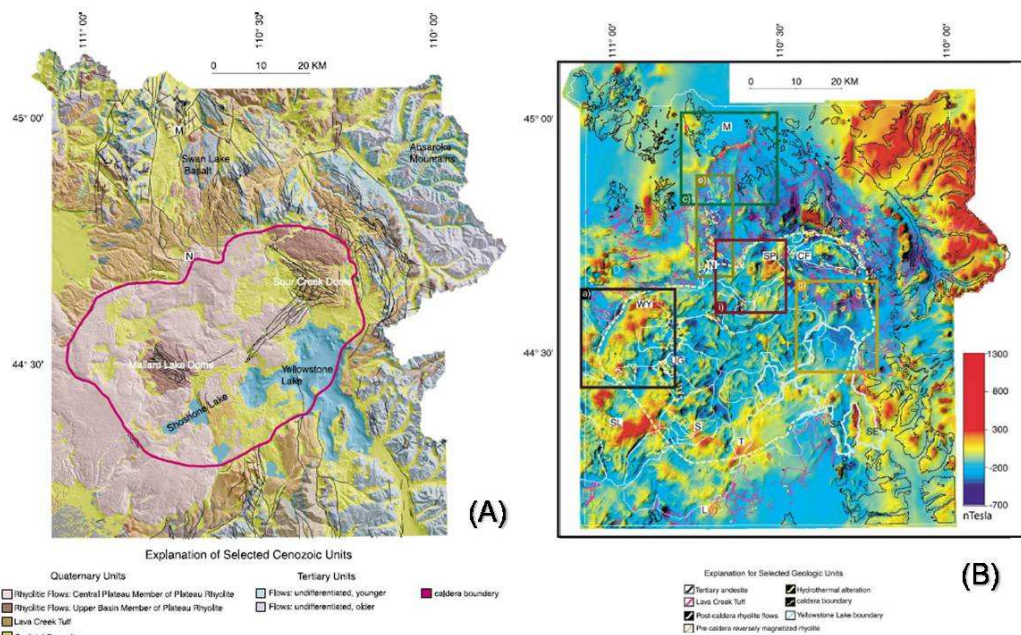 111° 00'
110° 30'
110° 00'
0 10 20 KM
45° 00'
44° 30'
M
Swan Lake
Basalt
Absaroka
Mountains
N
Sour Creek Dome
Mallard Lake Dome
Yellowstone
Lake
Shoshone Lake
(A)
Explanation of Selected Cenozoic Units
Quaternary Units
Rhyolitic Flows: Central Plateau Member of Plateau Rhyolite
Rhyolitic Flows: Upper Basin Member of Plateau Rhyolite
Lava Creek Tuff
Tertiary Units
Flows: undifferentiated, younger
Flows: undifferentiated, older
caldera boundary
111° 00'
110° 30'
110° 00'
0 10 20 KM
45° 00'
44° 30'
M
e)
c)
N
SP
CF
a)
WY
i)
g)
UG
SL
S
T
SA
SE
L
1300
800
300
-200
-700
nTesla
(B)
Explanation for Selected Geologic Units
Tertiary andesite
Lava Creek Tuff
Post-caldera rhyolite flows
Pre-caldera reversely magnetized rhyolite
Hydrothermal alteration
caldera boundary
Yellowstone Lake boundary